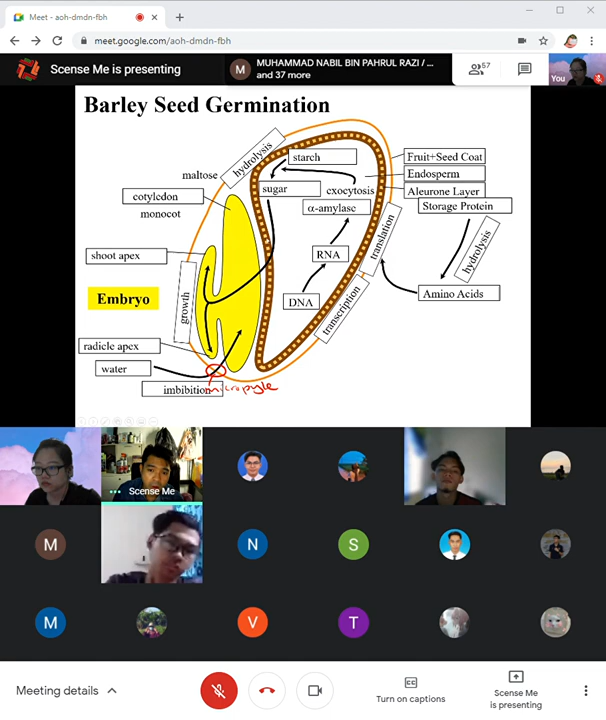 Meet - aoh-dmdn-fbh
meet.google.com/aoh-dmdn-fbh
Scense Me is presenting
M
MUHAMMAD NABIL BIN PAHRUL RAZI / ...
and 37 more
57
You
Barley Seed Germination
hydrolysis
starch
maltose
sugar
exocytosis
α-amylase
Fruit+Seed Coat
Endosperm
Aleurone Layer
Storage Protein
cotyledon
monocot
shoot apex
RNA
translation
hydrolysis
Embryo
growth
DNA
transcription
Amino Acids
radicle apex
water
imbibition
micropyle
Scense Me
M
N
S
M
V
T
Meeting details
CC
Turn on captions
Scense Me
is presenting